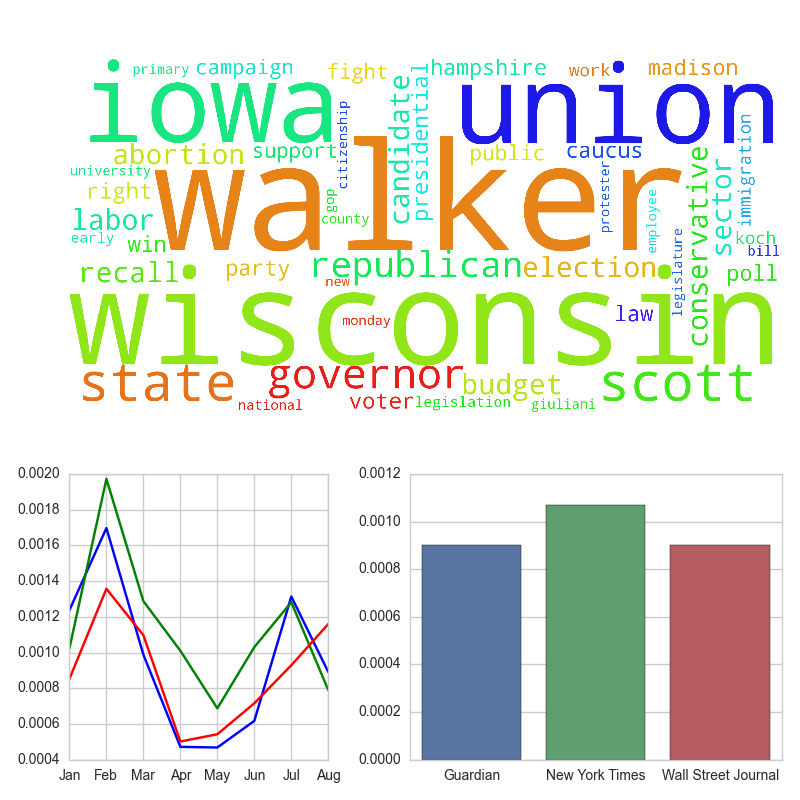 primary campaign fight hampshire work madison
iowa union
candidate presidential
citizenship
abortion support public caucus
university
right
walker
gop
county
protester
employee
immigration
conservative
sector
labor
early win
koch
bill
legislature
recall party republican election poll
new
wisconsin
monday
law
state governor budget scott
national voter legislation giuliani
0.0020
0.0018
0.0016
0.0014
0.0012
0.0010
0.0008
0.0006
0.0004
Jan Feb Mar Apr May Jun Jul Aug
0.0012
0.0010
0.0008
0.0006
0.0004
0.0002
0.0000
Guardian New York Times Wall Street Journal